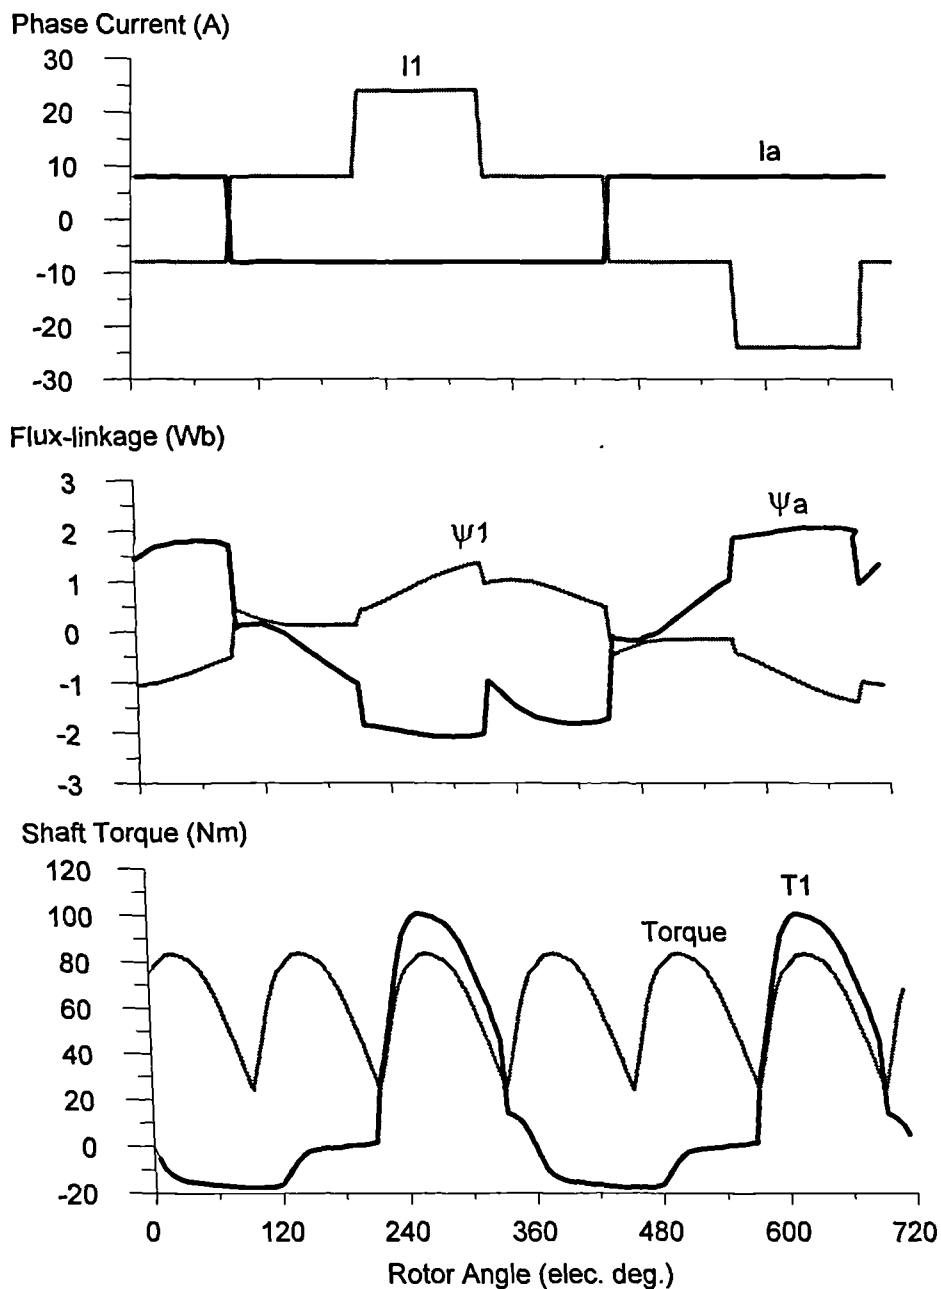 Phase Current (A)
30
I1
20
10
Ia
0
-10
-20
-30
Flux-linkage (Wb)
3
2
Ψ1
Ψa
1
0
-1
-2
-3
Shaft Torque (Nm)
120
T1
100
Torque
80
60
40
20
0
-20
0 120 240 360 480 600 720
Rotor Angle (elec. deg.)